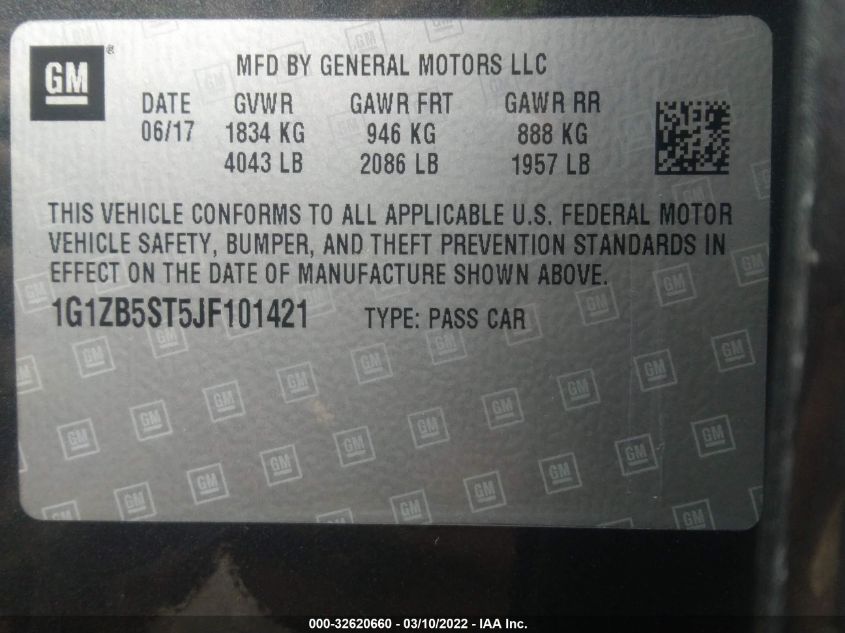 GM ®
MFD BY GENERAL MOTORS LLC
DATE GVWR GAWR FRT GAWR RR
06/17 1834 KG 946 KG 888 KG
4043 LB 2086 LB 1957 LB
THIS VEHICLE CONFORMS TO ALL APPLICABLE U.S. FEDERAL MOTOR
VEHICLE SAFETY, BUMPER, AND THEFT PREVENTION STANDARDS IN
EFFECT ON THE DATE OF MANUFACTURE SHOWN ABOVE.
1G1ZB5ST5JF101421 TYPE: PASS CAR
000-32620660 - 03/10/2022 - IAA Inc.